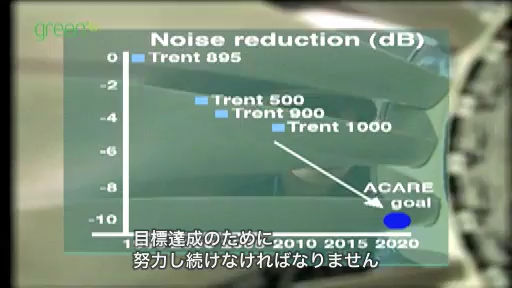 green
Noise reduction (dB)
0 Trent 895
-2
Trent 500
-4 Trent 900
Trent 1000
-6
-8 ACARE
goal
-10
目標達成のために
努力し続けなければなりません
2010 2015 2020